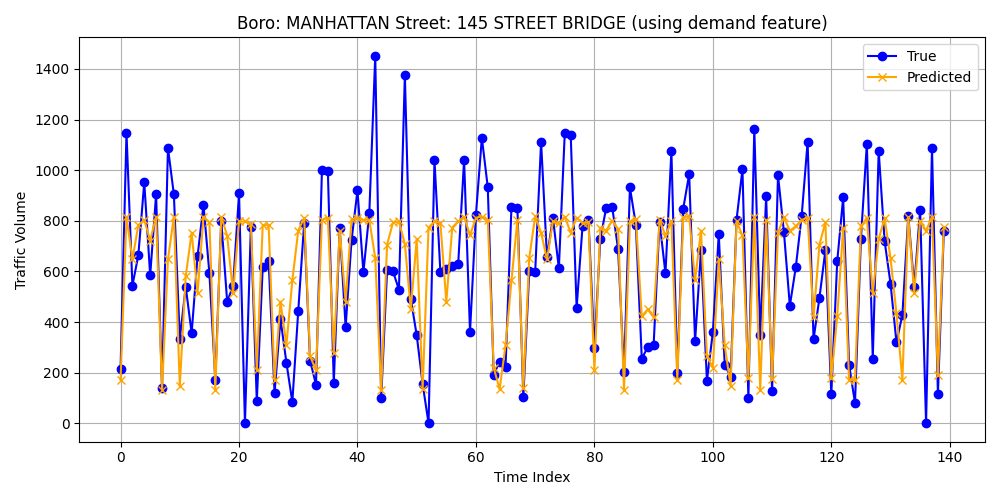 Boro: MANHATTAN Street: 145 STREET BRIDGE (using demand feature)
True
Predicted
Traffic Volume
1400
1200
1000
800
600
400
200
0
0 20 40 60 80 100 120 140
Time Index